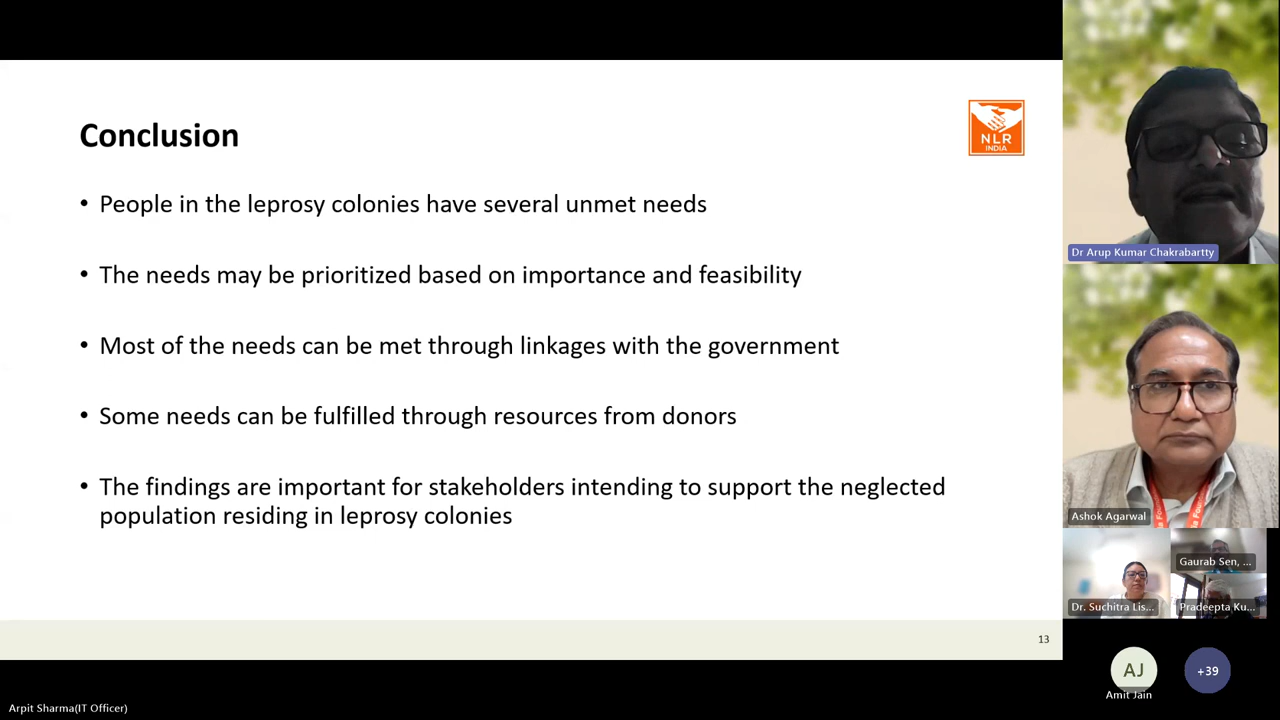 Conclusion
NLR
INDIA
• People in the leprosy colonies have several unmet needs
• The needs may be prioritized based on importance and feasibility
• Most of the needs can be met through linkages with the government
• Some needs can be fulfilled through resources from donors
• The findings are important for stakeholders intending to support the neglected
population residing in leprosy colonies
13
Dr Arup Kumar Chakrabartty
Ashok Agarwal
Gaurab Sen, ...
Dr. Suchitra Lis...
Pradeepta Ku...
AJ
+39
Amit Jain
Arpit Sharma(IT Officer)